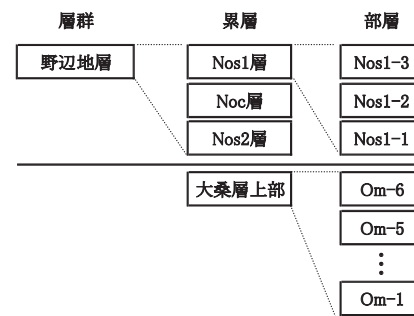 層群 累層 部層
野辺地層 Nos1層 Nos1-3
Noc層 Nos1-2
Nos2層 Nos1-1
大桑層上部 Om-6
Om-5
⋮
Om-1